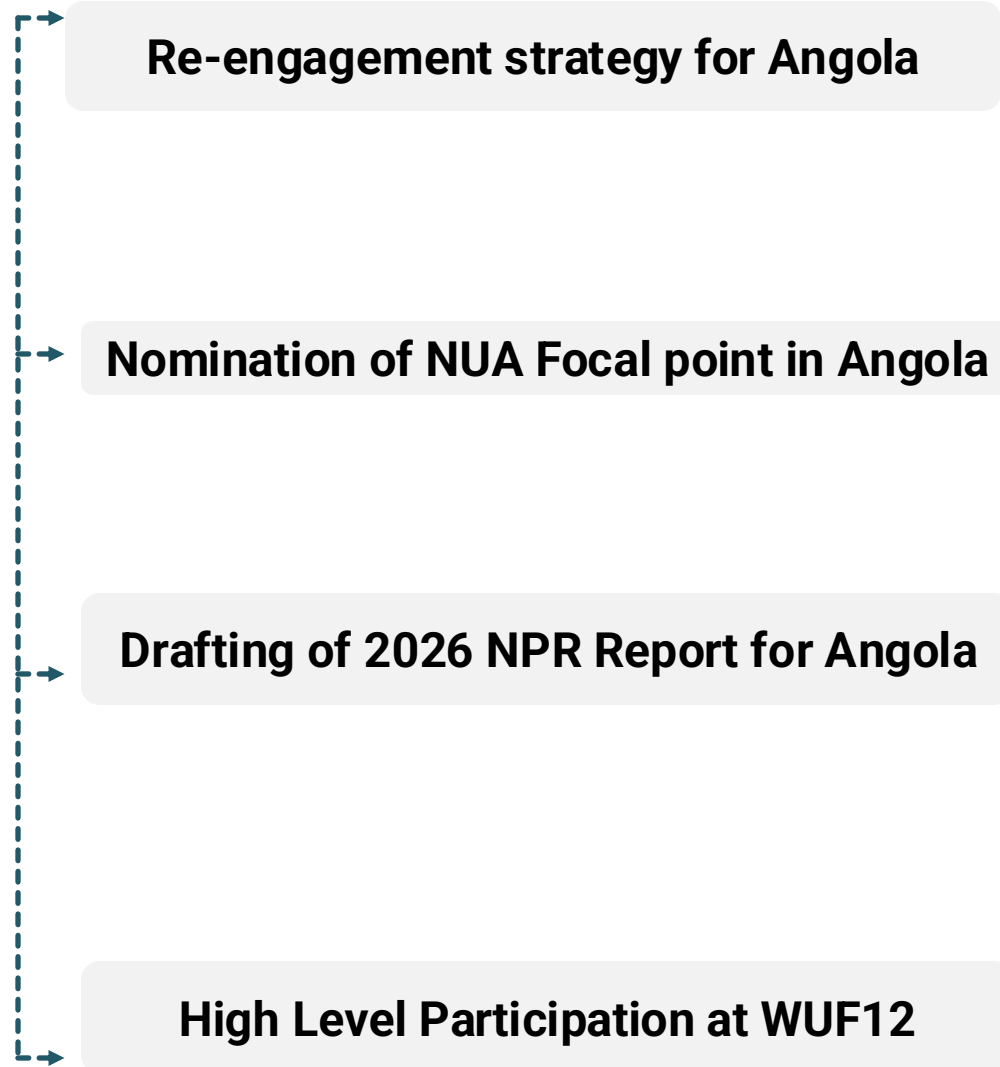 Re-engagement strategy for Angola
Nomination of NUA Focal point in Angola
Drafting of 2026 NPR Report for Angola
High Level Participation at WUF12